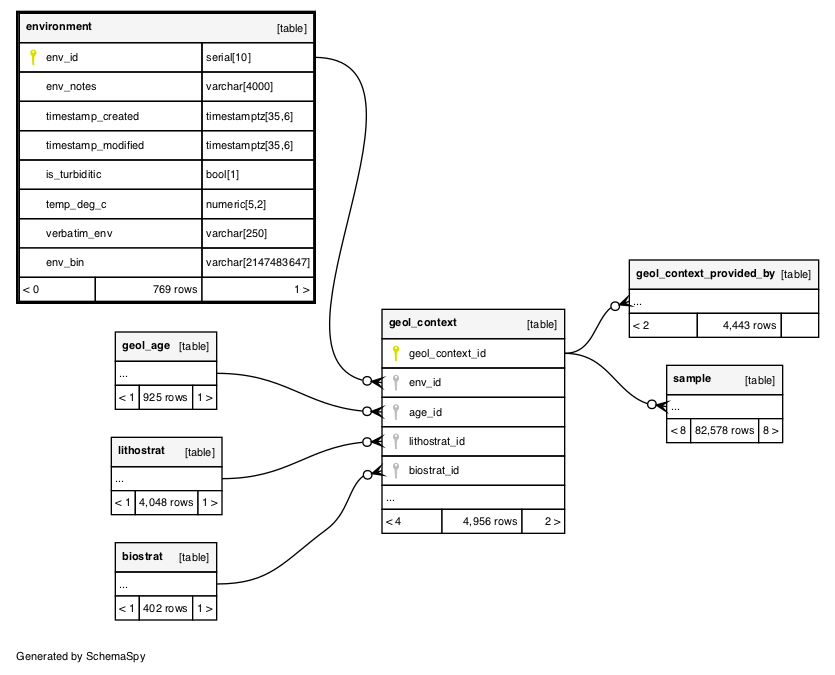 environment [table]
env_id serial[10]
env_notes varchar[4000]
timestamp_created timestamptz[35,6]
timestamp_modified timestamptz[35,6]
is_turbiditic bool[1]
temp_deg_c numeric[5,2]
verbatim_env varchar[250]
env_bin varchar[2147483647]
< 0 769 rows 1 >
geol_age [table]
...
< 1 925 rows 1 >
lithostrat [table]
...
< 1 4,048 rows 1 >
biostrat [table]
...
< 1 402 rows 1 >
geol_context [table]
geol_context_id
env_id
age_id
lithostrat_id
biostrat_id
...
< 4 4,956 rows 2 >
geol_context_provided_by [table]
...
< 2 4,443 rows
sample [table]
...
< 8 82,578 rows 8 >
Generated by SchemaSpy